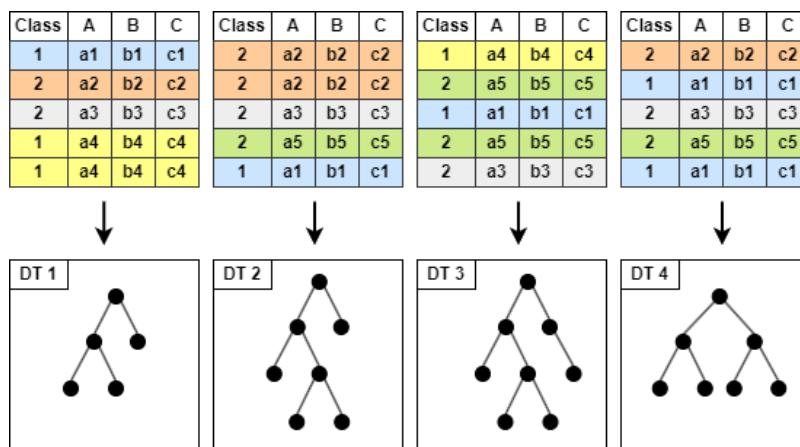 Class A B C
1 a1 b1 c1
2 a2 b2 c2
2 a3 b3 c3
1 a4 b4 c4
1 a4 b4 c4
Class A B C
2 a2 b2 c2
2 a2 b2 c2
2 a3 b3 c3
2 a5 b5 c5
1 a1 b1 c1
Class A B C
1 a4 b4 c4
2 a5 b5 c5
1 a1 b1 c1
2 a5 b5 c5
2 a3 b3 c3
Class A B C
2 a2 b2 c2
1 a1 b1 c1
2 a3 b3 c3
2 a5 b5 c5
1 a1 b1 c1
DT 1
DT 2
DT 3
DT 4